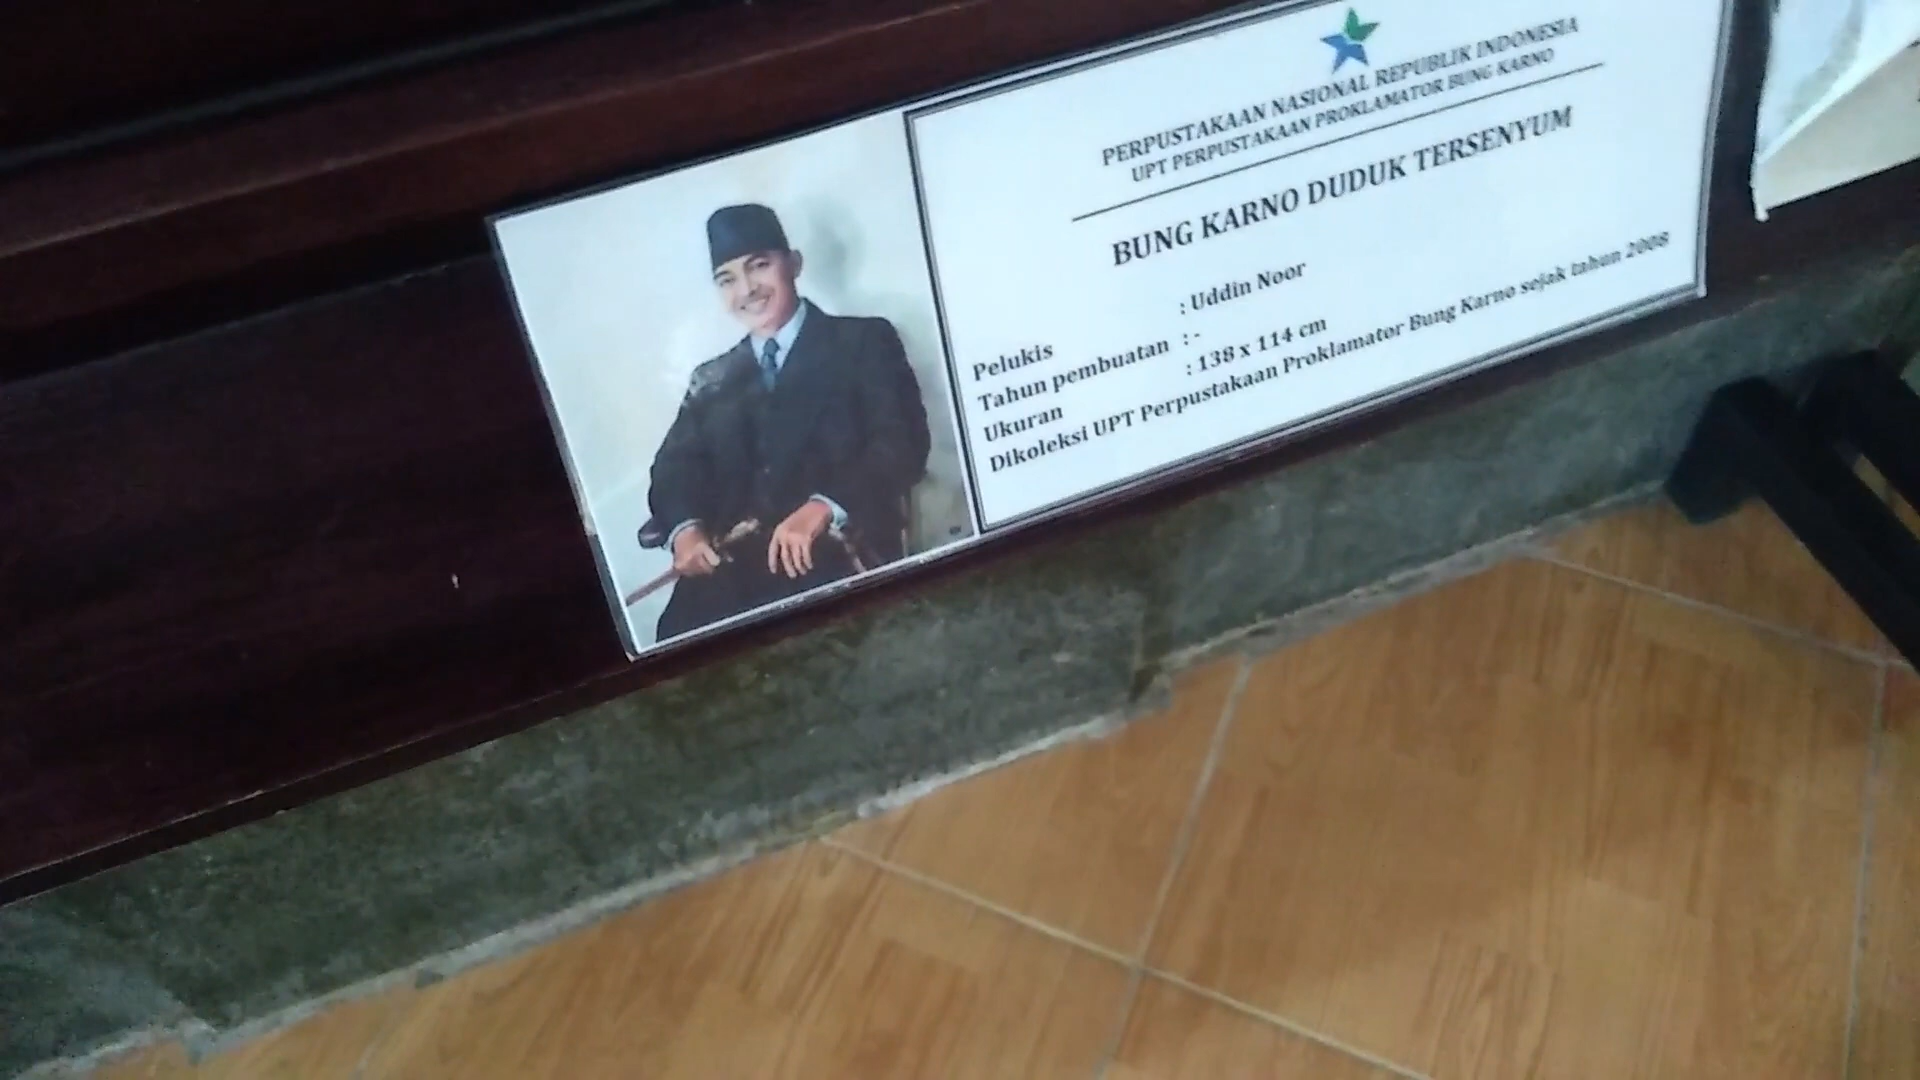 PERPUSTAKAAN NASIONAL REPUBLIK INDONESIA
UPT PERPUSTAKAAN PROKLAMATOR BUNG KARNO
BUNG KARNO DUDUK TERSENYUM
Pelukis : Uddin Noor
Tahun pembuatan : -
Ukuran : 138 x 114 cm
Dikoleksi UPT Perpustakaan Proklamator Bung Karno sejak tahun 2008